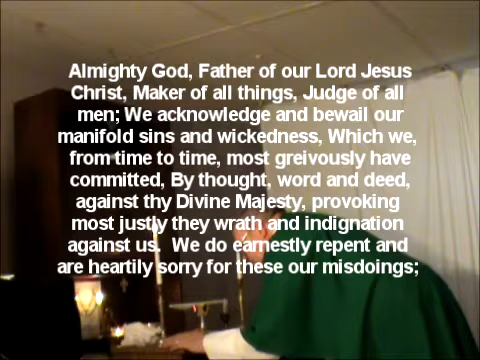 Almighty God, Father of our Lord Jesus
Christ, Maker of all things, Judge of all
men; We acknowledge and bewail our
manifold sins and wickedness, Which we,
from time to time, most greivously have
committed, By thought, word and deed,
against thy Divine Majesty, provoking
most justly they wrath and indignation
against us.  We do earnestly repent and
are heartily sorry for these our misdoings;